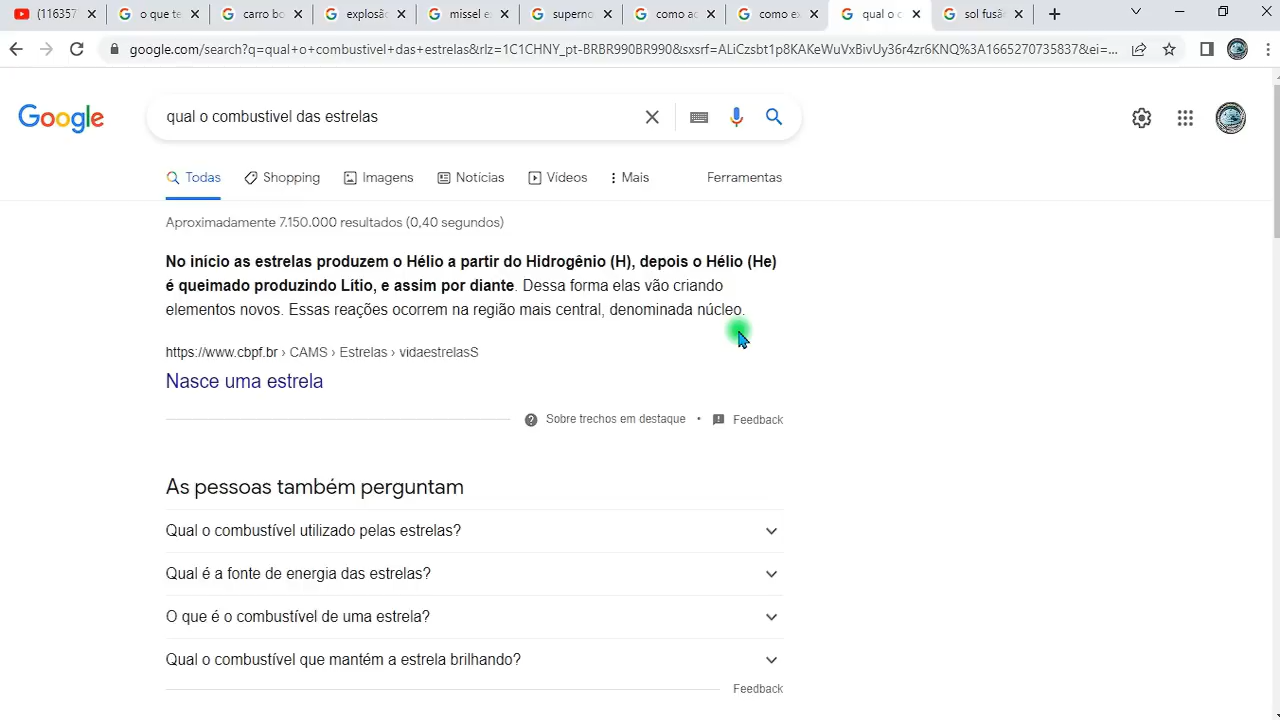 (11635) o que te carro bo explosã missel e superno como ac como ex qual o c sol fusã
google.com/search?q=qual+o+combustivel+das+estrelas&rlz=1C1CHNY_pt-BRBR990BR990&sxsrf=ALiCzsbt1p8KAKeWuVxBivUy36r4zr6KNQ%3A1665270735837&ei=...
Google
qual o combustivel das estrelas
Todas Shopping Imagens Notícias Vídeos Mais Ferramentas
Aproximadamente 7.150.000 resultados (0,40 segundos)
No início as estrelas produzem o Hélio a partir do Hidrogênio (H), depois o Hélio (He)
é queimado produzindo Lítio, e assim por diante. Dessa forma elas vão criando
elementos novos. Essas reações ocorrem na região mais central, denominada núcleo.
https://www.cbpf.br › CAMS › Estrelas › vidaestrelasS
Nasce uma estrela
Sobre trechos em destaque • Feedback
As pessoas também perguntam
Qual o combustível utilizado pelas estrelas?
Qual é a fonte de energia das estrelas?
O que é o combustível de uma estrela?
Qual o combustível que mantém a estrela brilhando?
Feedback